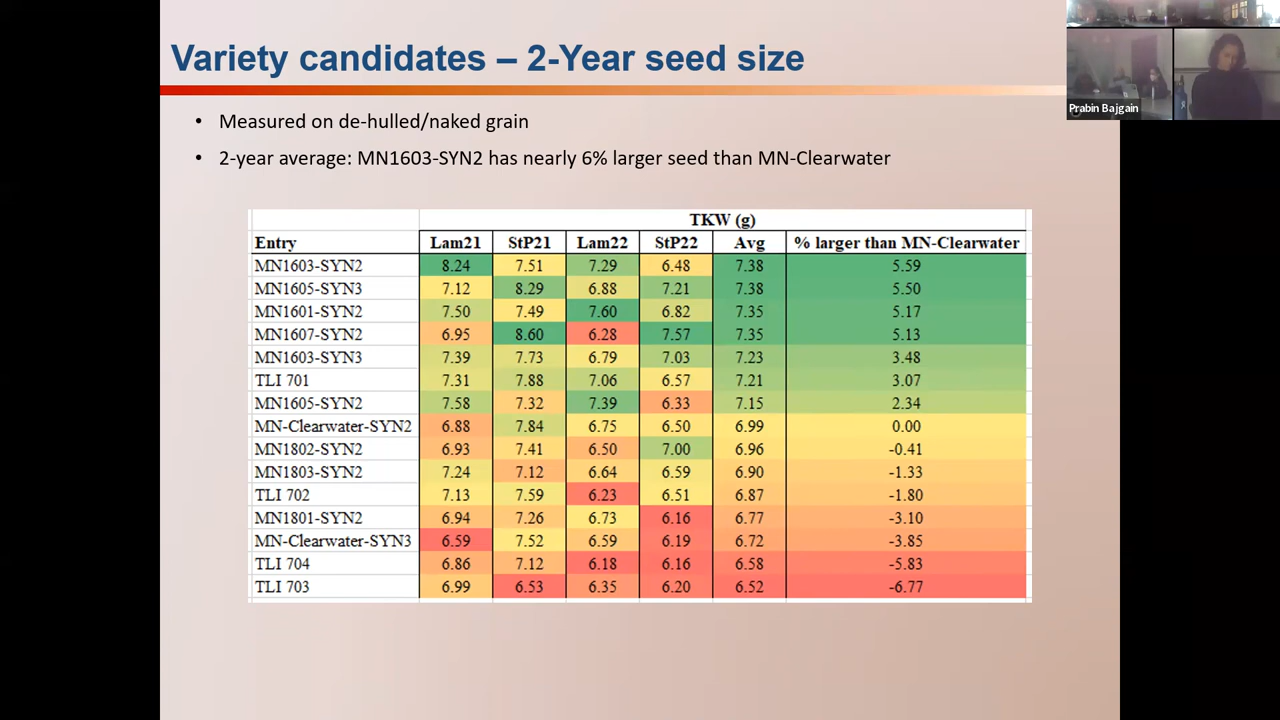 Variety candidates – 2-Year seed size
• Measured on de-hulled/naked grain
• 2-year average: MN1603-SYN2 has nearly 6% larger seed than MN-Clearwater
TKW (g)
Entry Lam21 StP21 Lam22 StP22 Avg % larger than MN-Clearwater
MN1603-SYN2 8.24 7.51 7.29 6.48 7.38 5.59
MN1605-SYN3 7.12 8.29 6.88 7.21 7.38 5.50
MN1601-SYN2 7.50 7.49 7.60 6.82 7.35 5.17
MN1607-SYN2 6.95 8.60 6.28 7.57 7.35 5.13
MN1603-SYN3 7.39 7.73 6.79 7.03 7.23 3.48
TLI 701 7.31 7.88 7.06 6.57 7.21 3.07
MN1605-SYN2 7.58 7.32 7.39 6.33 7.15 2.34
MN-Clearwater-SYN2 6.88 7.84 6.75 6.50 6.99 0.00
MN1802-SYN2 6.93 7.41 6.50 7.00 6.96 -0.41
MN1803-SYN2 7.24 7.12 6.64 6.59 6.90 -1.33
TLI 702 7.13 7.59 6.23 6.51 6.87 -1.80
MN1801-SYN2 6.94 7.26 6.73 6.16 6.77 -3.10
MN-Clearwater-SYN3 6.59 7.52 6.59 6.19 6.72 -3.85
TLI 704 6.86 7.12 6.18 6.16 6.58 -5.83
TLI 703 6.99 6.53 6.35 6.20 6.52 -6.77
Prabin Bajgain